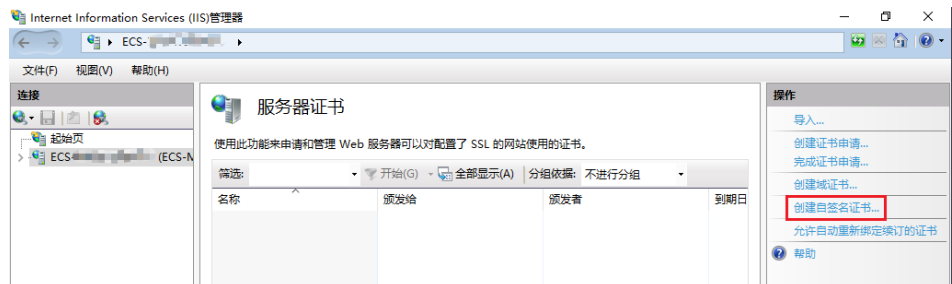 Internet Information Services (IIS)管理器
ECS-
文件(F) 视图(V) 帮助(H)
连接
起始页
ECS (ECS-N
服务器证书
使用此功能来申请和管理 Web 服务器可以对配置了 SSL 的网站使用的证书。
筛选: 开始(G) 全部显示(A) 分组依据: 不进行分组
名称 颁发给 颁发者 到期日
操作
导入...
创建证书申请...
完成证书申请...
创建域证书...
创建自签名证书...
允许自动重新绑定续订的证书
帮助